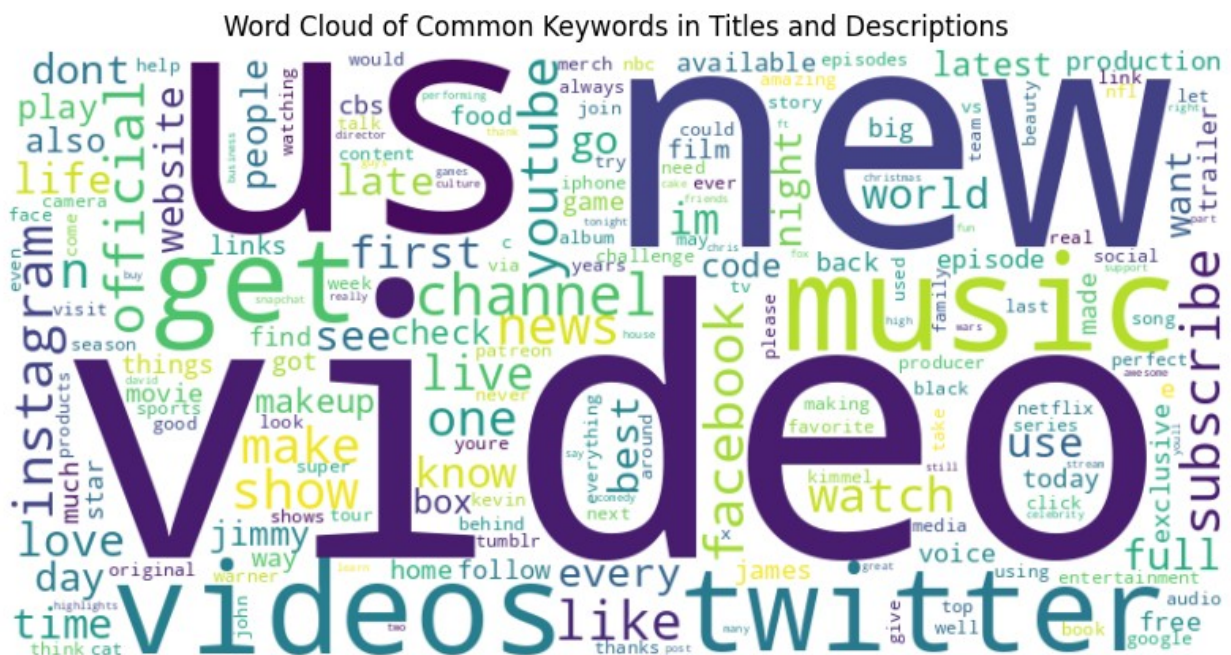 Word Cloud of Common Keywords in Titles and Descriptions
dont help would merch nbc available episodes latest production
us new
play also life camera face come even
official website people watching business
cbs talk director content late performing food thank guys games culture
youtube always join go try iphone game tonight album years
could film need cake ever im friends may chris challenge
amazing story ft night fox
big christmas world fun team vs beauty
link nfl let right want trailer part
n links first c via code tv back used episode real social support
instagram visit season buy
get snapchat week really channel
find see check news house
music high family wars last made song
please producer perfect awesome
subscribe
things got patreon never live
david movie sports good products
makeup look one youre
video
facebook
make super show know box kevin
much star
say everything best around comedy next
making favorite kimmel watch still take black
netflix series use today stream click celebrity
e youll exclusive
shows tour behind tumblr x media
love jimmy way voice full
day original warner learn home follow every james great using entertainment
highlights videos like twitter
time think cat john two thanks post many give top well book free audio google